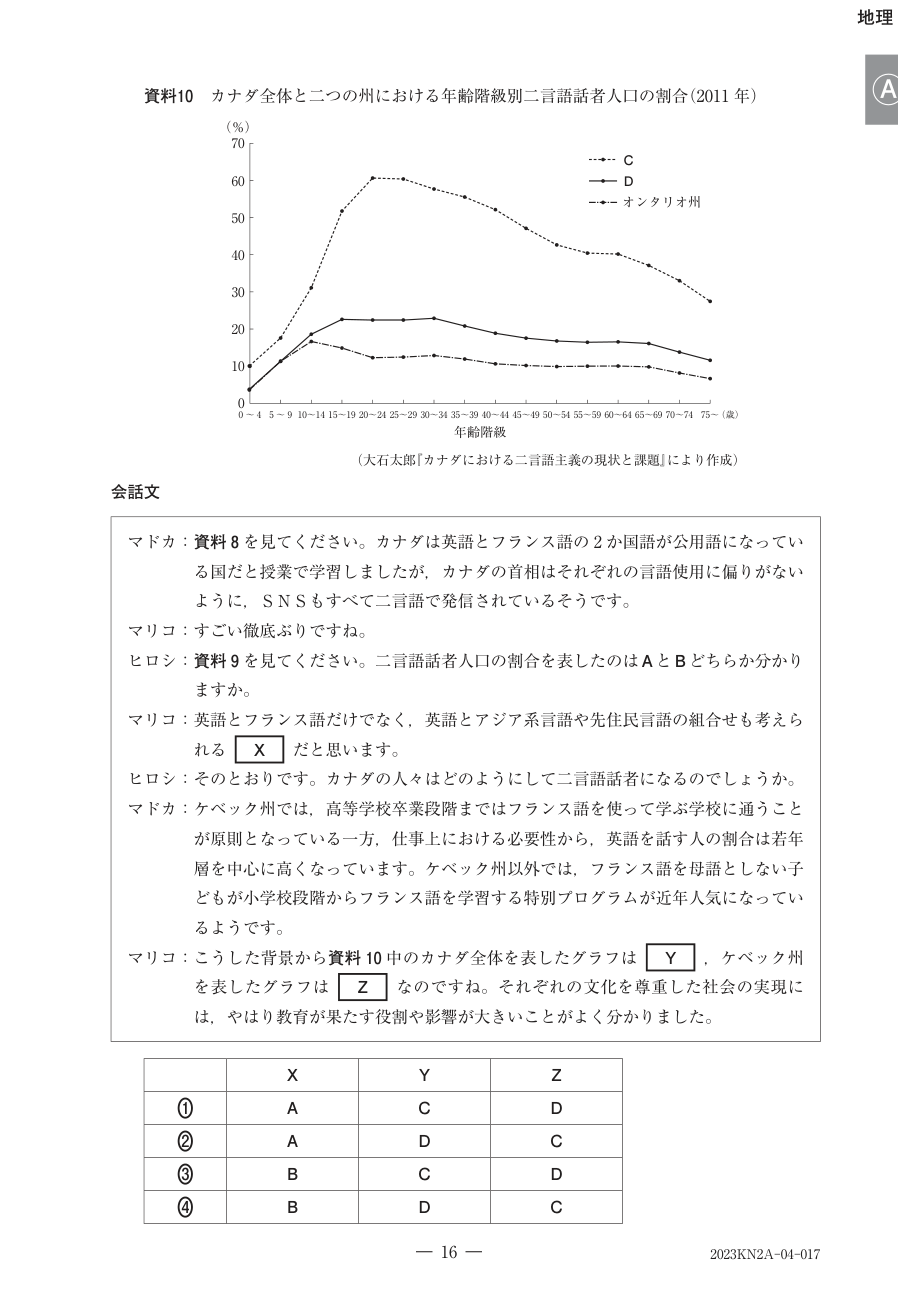 地理
Ⓐ
資料10 カナダ全体と二つの州における年齢階級別二言語話者人口の割合(2011年)
(%)
70
60
50
40
30
20
10
0
C
D
オンタリオ州
0～4 5～9 10～14 15～19 20～24 25～29 30～34 35～39 40～44 45～49 50～54 55～59 60～64 65～69 70～74 75～(歳)
年齢階級
(大石太郎『カナダにおける二言語主義の現状と課題』により作成)
会話文
マドカ：資料8を見てください。カナダは英語とフランス語の2か国語が公用語になってい
る国だと授業で学習しましたが，カナダの首相はそれぞれの言語使用に偏りがない
ように，ＳＮＳもすべて二言語で発信されているそうです。
マリコ：すごい徹底ぶりですね。
ヒロシ：資料9を見てください。二言語話者人口の割合を表したのはAとBどちらか分かり
ますか。
マリコ：英語とフランス語だけでなく，英語とアジア系言語や先住民言語の組合せも考えら
れる X だと思います。
ヒロシ：そのとおりです。カナダの人々はどのようにして二言語話者になるのでしょうか。
マドカ：ケベック州では，高等学校卒業段階まではフランス語を使って学ぶ学校に通うこと
が原則となっている一方，仕事上における必要性から，英語を話す人の割合は若年
層を中心に高くなっています。ケベック州以外では，フランス語を母語としない子
どもが小学校段階からフランス語を学習する特別プログラムが近年人気になってい
るようです。
マリコ：こうした背景から資料10中のカナダ全体を表したグラフは Y ，ケベック州
を表したグラフは Z なのですね。それぞれの文化を尊重した社会の実現に
は，やはり教育が果たす役割や影響が大きいことがよく分かりました。
X Y Z
① A C D
② A D C
③ B C D
④ B D C
― 16 ―
2023KN2A-04-017